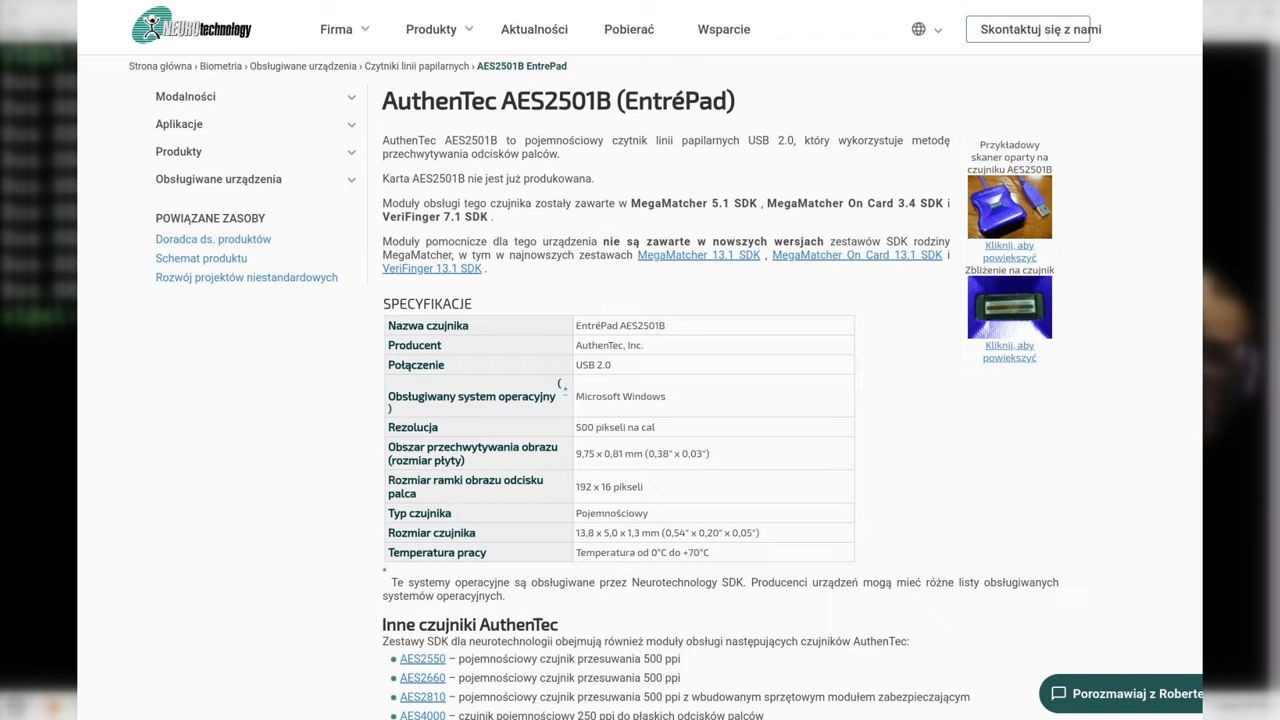 NEUROtechnology
Firma
Produkty
Aktualności
Pobierać
Wsparcie
Skontaktuj się z nami
Strona główna › Biometria › Obsługiwane urządzenia › Czytniki linii papilarnych › AES2501B EntrePad
Modalności
Aplikacje
Produkty
Obsługiwane urządzenia
POWIĄZANE ZASOBY
Doradca ds. produktów
Schemat produktu
Rozwój projektów niestandardowych
AuthenTec AES2501B (EntréPad)
AuthenTec AES2501B to pojemnościowy czytnik linii papilarnych USB 2.0, który wykorzystuje metodę
przechwytywania odcisków palców.
Karta AES2501B nie jest już produkowana.
Moduły obsługi tego czujnika zostały zawarte w MegaMatcher 5.1 SDK , MegaMatcher On Card 3.4 SDK i
VeriFinger 7.1 SDK .
Moduły pomocnicze dla tego urządzenia nie są zawarte w nowszych wersjach zestawów SDK rodziny
MegaMatcher, w tym w najnowszych zestawach MegaMatcher 13.1 SDK , MegaMatcher On Card 13.1 SDK i
VeriFinger 13.1 SDK .
Przykładowy
skaner oparty na
czujniku AES2501B
Kliknij, aby
powiększyć
Zbliżenie na czujnik
Kliknij, aby
powiększyć
SPECYFIKACJE
Nazwa czujnika EntréPad AES2501B
Producent AuthenTec, Inc.
Połączenie USB 2.0
Obsługiwany system operacyjny ( * ) Microsoft Windows
Rezolucja 500 pikseli na cal
Obszar przechwytywania obrazu
(rozmiar płyty) 9,75 x 0,81 mm (0,38" x 0,03")
Rozmiar ramki obrazu odcisku
palca 192 x 16 pikseli
Typ czujnika Pojemnościowy
Rozmiar czujnika 13,8 x 5,0 x 1,3 mm (0,54" x 0,20" x 0,05")
Temperatura pracy Temperatura od 0°C do +70°C
*
Te systemy operacyjne są obsługiwane przez Neurotechnology SDK. Producenci urządzeń mogą mieć różne listy obsługiwanych
systemów operacyjnych.
Inne czujniki AuthenTec
Zestawy SDK dla neurotechnologii obejmują również moduły obsługi następujących czujników AuthenTec:
AES2550 – pojemnościowy czujnik przesuwania 500 ppi
AES2660 – pojemnościowy czujnik przesuwania 500 ppi
AES2810 – pojemnościowy czujnik przesuwania 500 ppi z wbudowanym sprzętowym modułem zabezpieczającym
AES4000 – czujnik pojemnościowy 250 ppi do płaskich odcisków palców
Porozmawiaj z Roberte